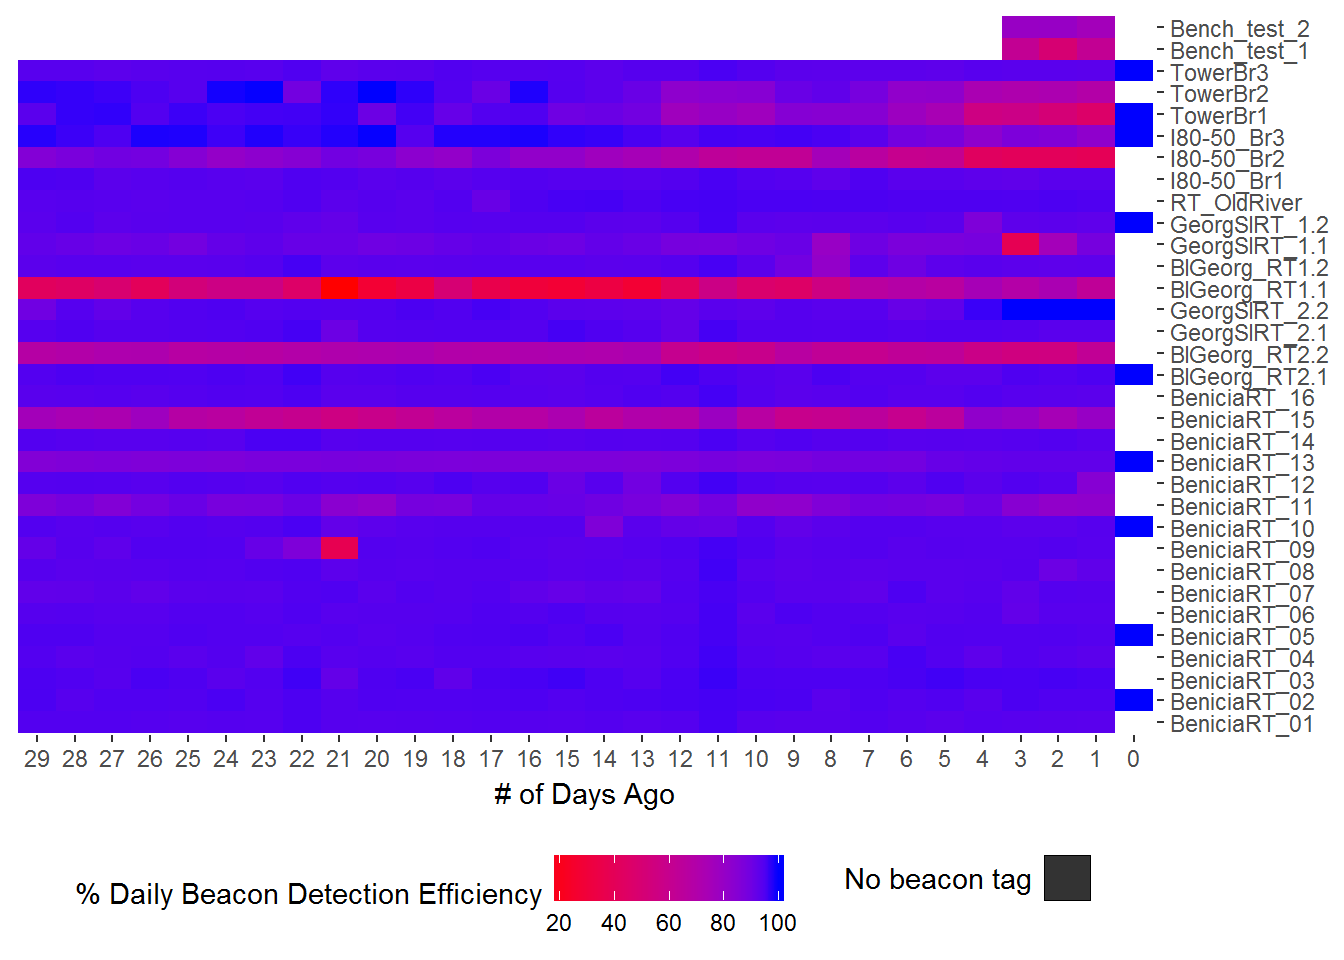 Bench_test_2
Bench_test_1
TowerBr3
TowerBr2
TowerBr1
I80-50_Br3
I80-50_Br2
I80-50_Br1
RT_OldRiver
GeorgSlRT_1.2
GeorgSlRT_1.1
BlGeorg_RT1.2
BlGeorg_RT1.1
GeorgSlRT_2.2
GeorgSlRT_2.1
BlGeorg_RT2.2
BlGeorg_RT2.1
BeniciaRT_16
BeniciaRT_15
BeniciaRT_14
BeniciaRT_13
BeniciaRT_12
BeniciaRT_11
BeniciaRT_10
BeniciaRT_09
BeniciaRT_08
BeniciaRT_07
BeniciaRT_06
BeniciaRT_05
BeniciaRT_04
BeniciaRT_03
BeniciaRT_02
BeniciaRT_01
29 28 27 26 25 24 23 22 21 20 19 18 17 16 15 14 13 12 11 10 9 8 7 6 5 4 3 2 1 0
# of Days Ago
% Daily Beacon Detection Efficiency
20 40 60 80 100
No beacon tag